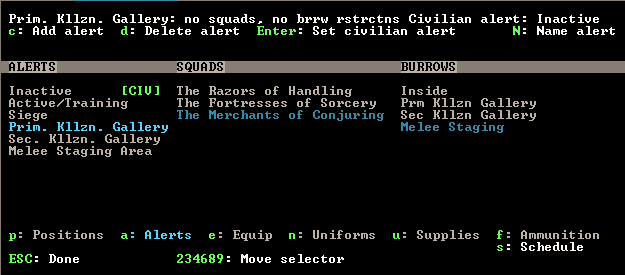 Prim. Kllzn. Gallery: no squads, no brrw rstrctns Civilian alert: Inactive
c: Add alert d: Delete alert Enter: Set civilian alert N: Name alert
ALERTS SQUADS BURROWS
Inactive [CIV] The Razors of Handling Inside
Active/Training The Fortresses of Sorcery Prm Kllzn Gallery
Siege The Merchants of Conjuring Sec Kllzn Gallery
Prim. Kllzn. Gallery Melee Staging
Sec. Kllzn. Gallery
Melee Staging Area
p: Positions a: Alerts e: Equip n: Uniforms u: Supplies f: Ammunition
s: Schedule
ESC: Done 234689: Move selector